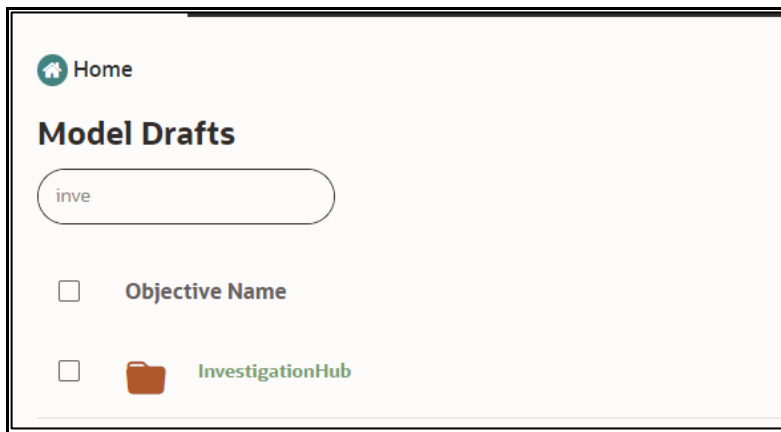 Home
Model Drafts
inve
Objective Name
InvestigationHub